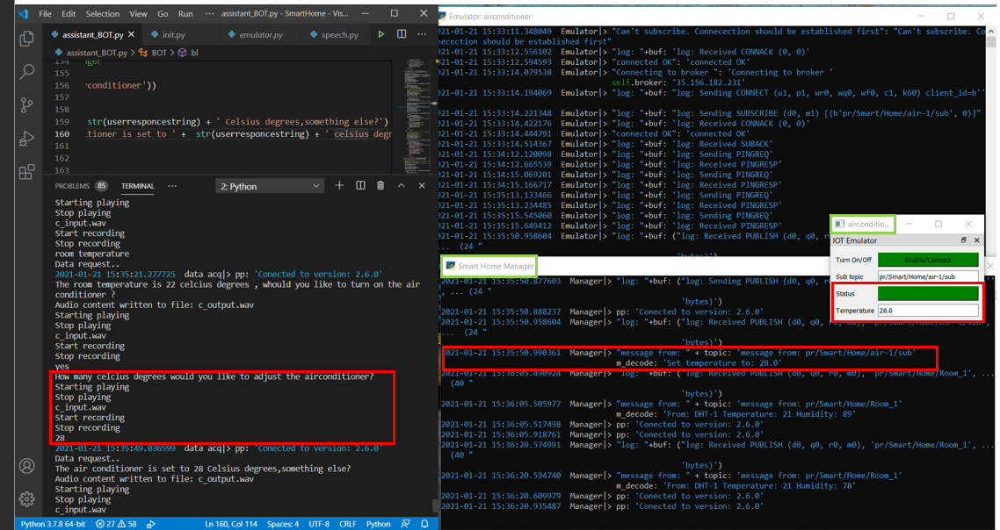 File Edit Selection View Go Run ··· assistant_BOT.py - SmartHome - Vis...
assistant_BOT.py init.py emulator.py speech.py
assistant_BOT.py > BOT > bl
154
155
156 rconditioner'))
157
158
159 str(userresponcestring) + ' Celsius degrees,something else?')
160 tioner is set to ' + str(userresponcestring) + ' celsius degr
161
162
163
PROBLEMS 85 TERMINAL ··· 2: Python
Starting playing
Stop playing
c_input.wav
Start recording
Stop recording
room temperature
Data request..
2021-01-21 15:35:21.277725 data acq|> pp: 'Conected to version: 2.6.0'
The room temperature is 22 celcius degrees , whould you like to turn on the air
conditioner ?
Audio content written to file: c_output.wav
Starting playing
Stop playing
c_input.wav
Start recording
Stop recording
yes
How many celcius degrees would you like to adjust the airconditioner?
Starting playing
Stop playing
c_input.wav
Start recording
Stop recording
28
2021-01-21 15:35:49.036599 data acq|> pp: 'Conected to version: 2.6.0'
Data request..
The air conditioner is set to 28 Celsius degrees,something else?
Audio content written to file: c_output.wav
Starting playing
Stop playing
c_input.wav
Python 3.7.8 64-bit 27 58 Ln 160, Col 114 Spaces: 4 UTF-8 CRLF Python
Emulator: airconditioner
021-01-21 15:33:11.348049 Emulator|> "Can't subscribe. Connecection should be established first": "Can't subscribe. Co
ecection should be established first"
021-01-21 15:33:12.556102 Emulator|> "log: "+buf: 'log: Received CONNACK (0, 0)'
021-01-21 15:33:12.594593 Emulator|> "connected OK": 'connected OK'
021-01-21 15:33:14.079538 Emulator|> "Connecting to broker ": 'Connecting to broker '
self.broker: '35.156.182.231'
021-01-21 15:33:14.194069 Emulator|> "log: "+buf: "log: Sending CONNECT (u1, p1, wr0, wq0, wf0, c1, k60) client_id=b''
021-01-21 15:33:14.221348 Emulator|> "log: "+buf: "log: Sending SUBSCRIBE (d0, m1) [(b'pr/Smart/Home/air-1/sub', 0)]"
021-01-21 15:33:14.422176 Emulator|> "log: "+buf: 'log: Received CONNACK (0, 0)'
021-01-21 15:33:14.444791 Emulator|> "connected OK": 'connected OK'
021-01-21 15:33:14.514367 Emulator|> "log: "+buf: 'log: Received SUBACK'
021-01-21 15:34:12.120098 Emulator|> "log: "+buf: 'log: Sending PINGREQ'
021-01-21 15:34:12.665539 Emulator|> "log: "+buf: 'log: Received PINGRESP'
021-01-21 15:34:15.069201 Emulator|> "log: "+buf: 'log: Sending PINGREQ'
021-01-21 15:34:15.166717 Emulator|> "log: "+buf: 'log: Received PINGRESP'
021-01-21 15:35:13.133466 Emulator|> "log: "+buf: 'log: Sending PINGREQ'
021-01-21 15:35:13.234485 Emulator|> "log: "+buf: 'log: Received PINGRESP'
021-01-21 15:35:15.545060 Emulator|> "log: "+buf: 'log: Sending PINGREQ'
021-01-21 15:35:15.649412 Emulator|> "log: "+buf: 'log: Received PINGRESP'
021-01-21 15:35:50.958604 Emulator|> "log: "+buf: ("log: Received PUBLISH (d0, q0, r
... (24 "
'bytes)')
airconditio...
IOT Emulator
Turn On/Off Enable/Connect
Sub topic pr/Smart/Home/air-1/sub
Status
Temperature 28.0
Smart Home Manager
2021-01-21 15:35:50.877603 Manager|> "log: "+buf: ("log: Sending PUBLISH (d0, q0,
, ... (24 "
'bytes)')
2021-01-21 15:35:50.888237 Manager|> pp: 'Conected to version: 2.6.0'
2021-01-21 15:35:50.958604 Manager|> "log: "+buf: ("log: Received PUBLISH (d0, q0, r0, m0), 'pr/Smart/Home/air-1/sub',
... (24 "
'bytes)')
2021-01-21 15:35:50.990361 Manager|> "message from: " + topic: 'message from: pr/Smart/Home/air-1/sub'
m_decode: 'Set temperature to: 28.0'
2021-01-21 15:36:05.490924 Manager|> "log: "+buf: ("log: Received PUBLISH (d0, q0, r0, m0), 'pr/Smart/Home/Room_1', ...
(40 "
'bytes)')
2021-01-21 15:36:05.505977 Manager|> "message from: " + topic: 'message from: pr/Smart/Home/Room_1'
m_decode: 'From: DHT-1 Temperature: 21 Humidity: 89'
2021-01-21 15:36:05.517498 Manager|> pp: 'Conected to version: 2.6.0'
2021-01-21 15:36:05.918761 Manager|> pp: 'Conected to version: 2.6.0'
2021-01-21 15:36:20.574991 Manager|> "log: "+buf: ("log: Received PUBLISH (d0, q0, r0, m0), 'pr/Smart/Home/Room_1', ...
(40 "
'bytes)')
2021-01-21 15:36:20.594740 Manager|> "message from: " + topic: 'message from: pr/Smart/Home/Room_1'
m_decode: 'From: DHT-1 Temperature: 21 Humidity: 78'
2021-01-21 15:36:20.609979 Manager|> pp: 'Conected to version: 2.6.0'
2021-01-21 15:36:20.935487 Manager|> pp: 'Conected to version: 2.6.0'